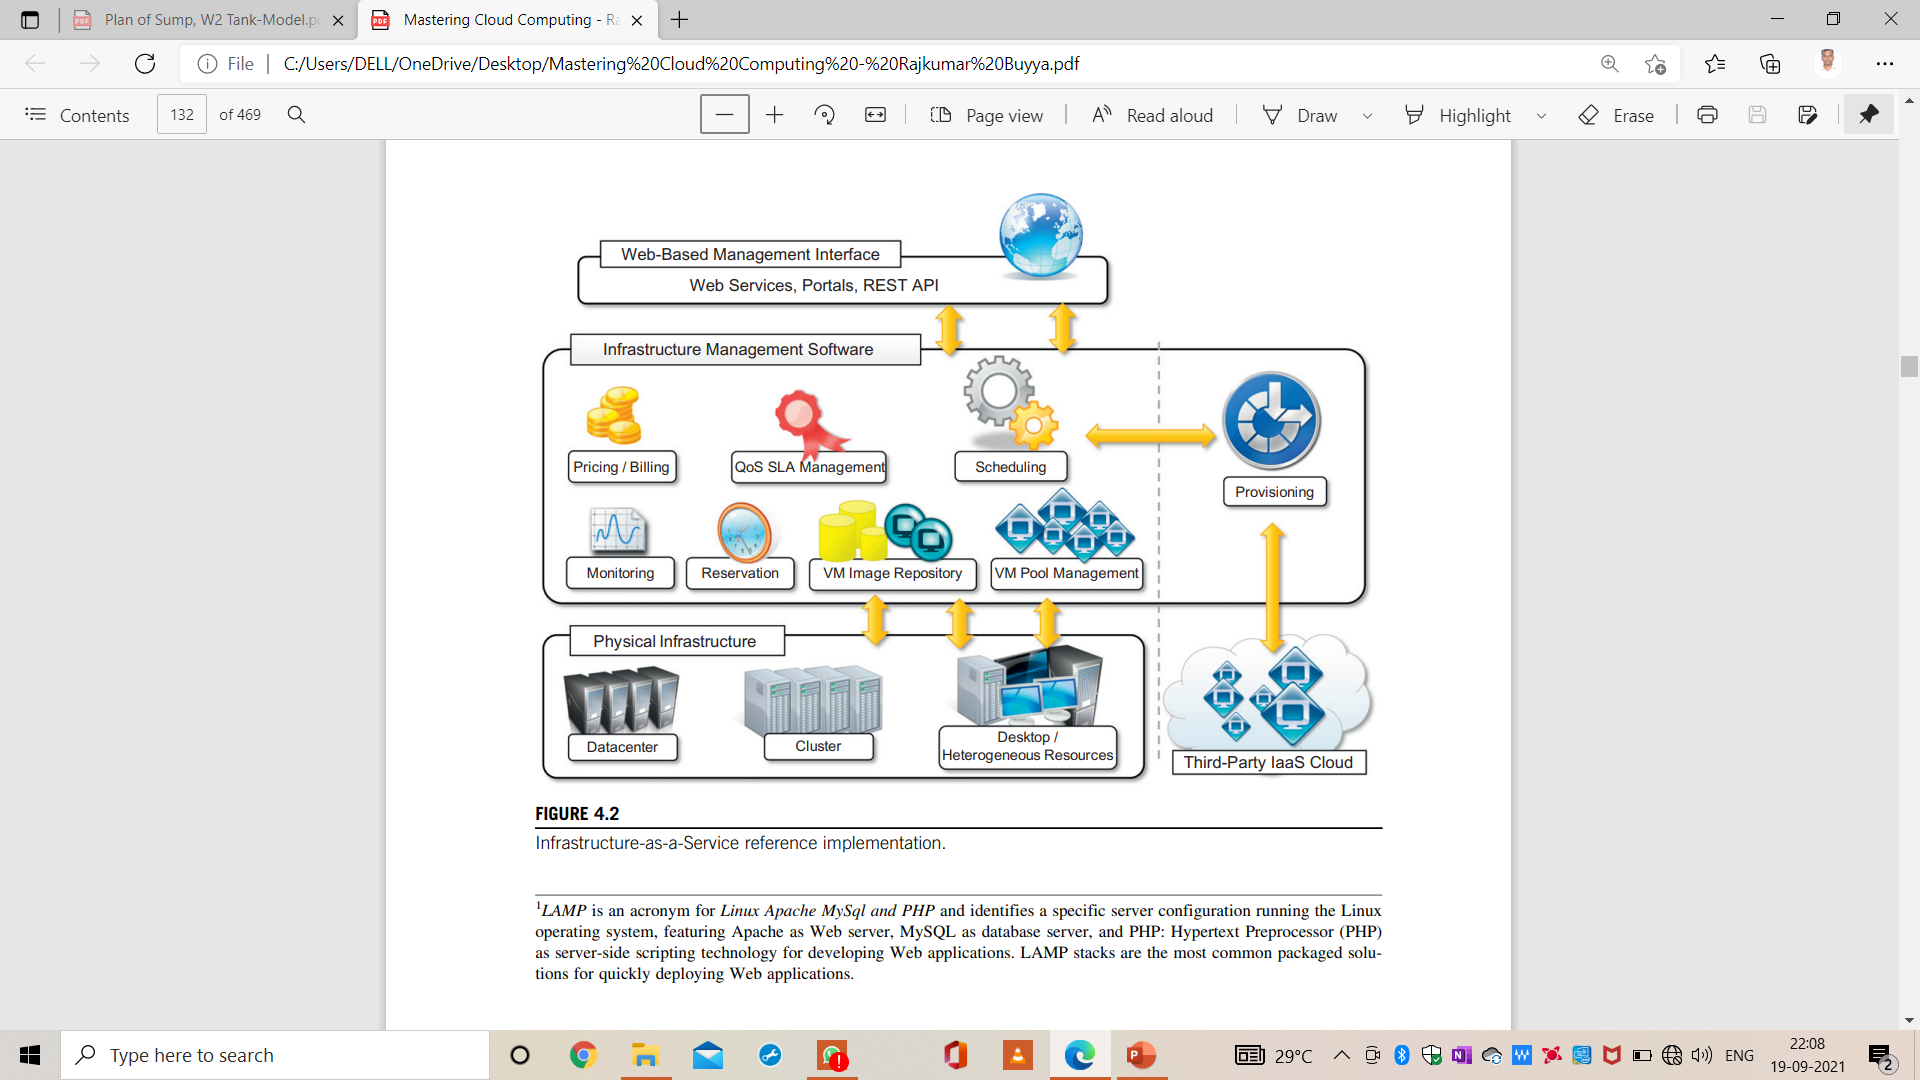 Plan of Sump, W2 Tank-Model.p
Mastering Cloud Computing - Ra
File
C:/Users/DELL/OneDrive/Desktop/Mastering%20Cloud%20Computing%20-%20Rajkumar%20Buyya.pdf
Contents
132
of 469
Page view
Read aloud
Draw
Highlight
Erase
Web-Based Management Interface
Web Services, Portals, REST API
Infrastructure Management Software
Pricing / Billing
QoS SLA Management
Scheduling
Provisioning
Monitoring
Reservation
VM Image Repository
VM Pool Management
Physical Infrastructure
Datacenter
Cluster
Desktop /
Heterogeneous Resources
Third-Party IaaS Cloud
FIGURE 4.2
Infrastructure-as-a-Service reference implementation.
1LAMP is an acronym for Linux Apache MySql and PHP and identifies a specific server configuration running the Linux
operating system, featuring Apache as Web server, MySQL as database server, and PHP: Hypertext Preprocessor (PHP)
as server-side scripting technology for developing Web applications. LAMP stacks are the most common packaged solu-
tions for quickly deploying Web applications.
Type here to search
29°C
ENG
22:08
19-09-2021
2